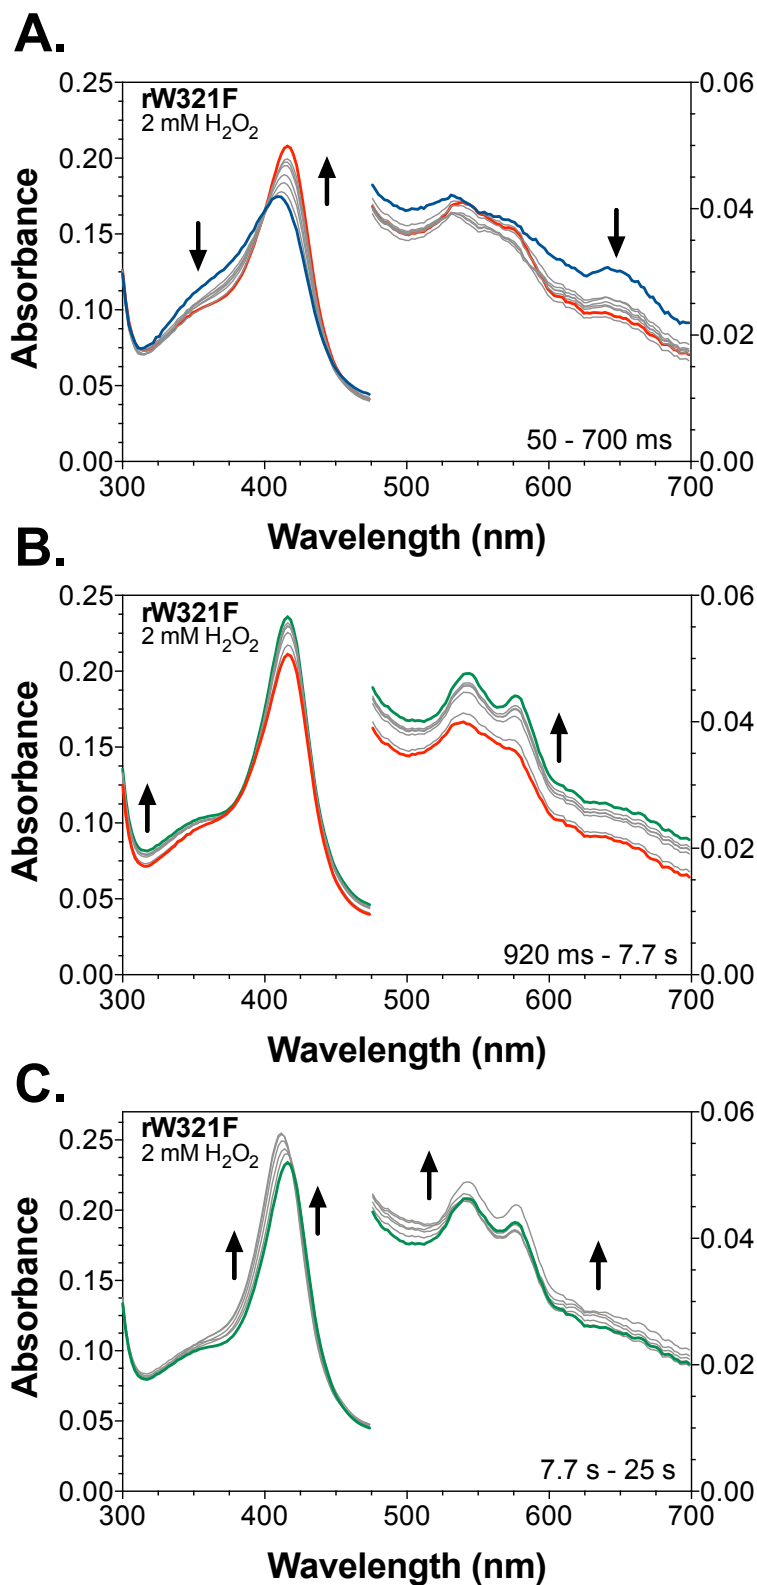 A.
rW321F
2 mM H₂O₂
0.25
0.20
0.15
0.10
0.05
0.00
0.06
0.04
0.02
0.00
300
400
500
600
700
50 - 700 ms
Absorbance
Wavelength (nm)
B.
rW321F
2 mM H₂O₂
0.25
0.20
0.15
0.10
0.05
0.00
0.06
0.04
0.02
0.00
300
400
500
600
700
920 ms - 7.7 s
Absorbance
Wavelength (nm)
C.
rW321F
2 mM H₂O₂
0.25
0.20
0.15
0.10
0.05
0.00
0.06
0.04
0.02
0.00
300
400
500
600
700
7.7 s - 25 s
Absorbance
Wavelength (nm)